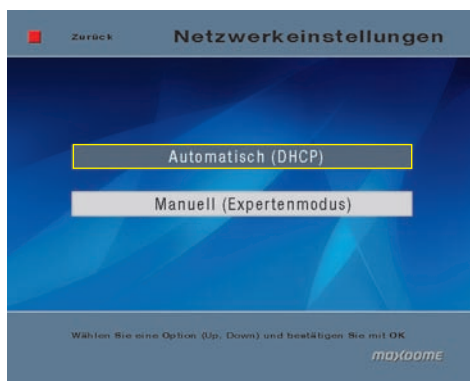 Zurück
Netzwerkeinstellungen
Automatisch (DHCP)
Manuell (Expertenmodus)
Wählen Sie eine Option (Up, Down) und bestätigen Sie mit OK
maxdome